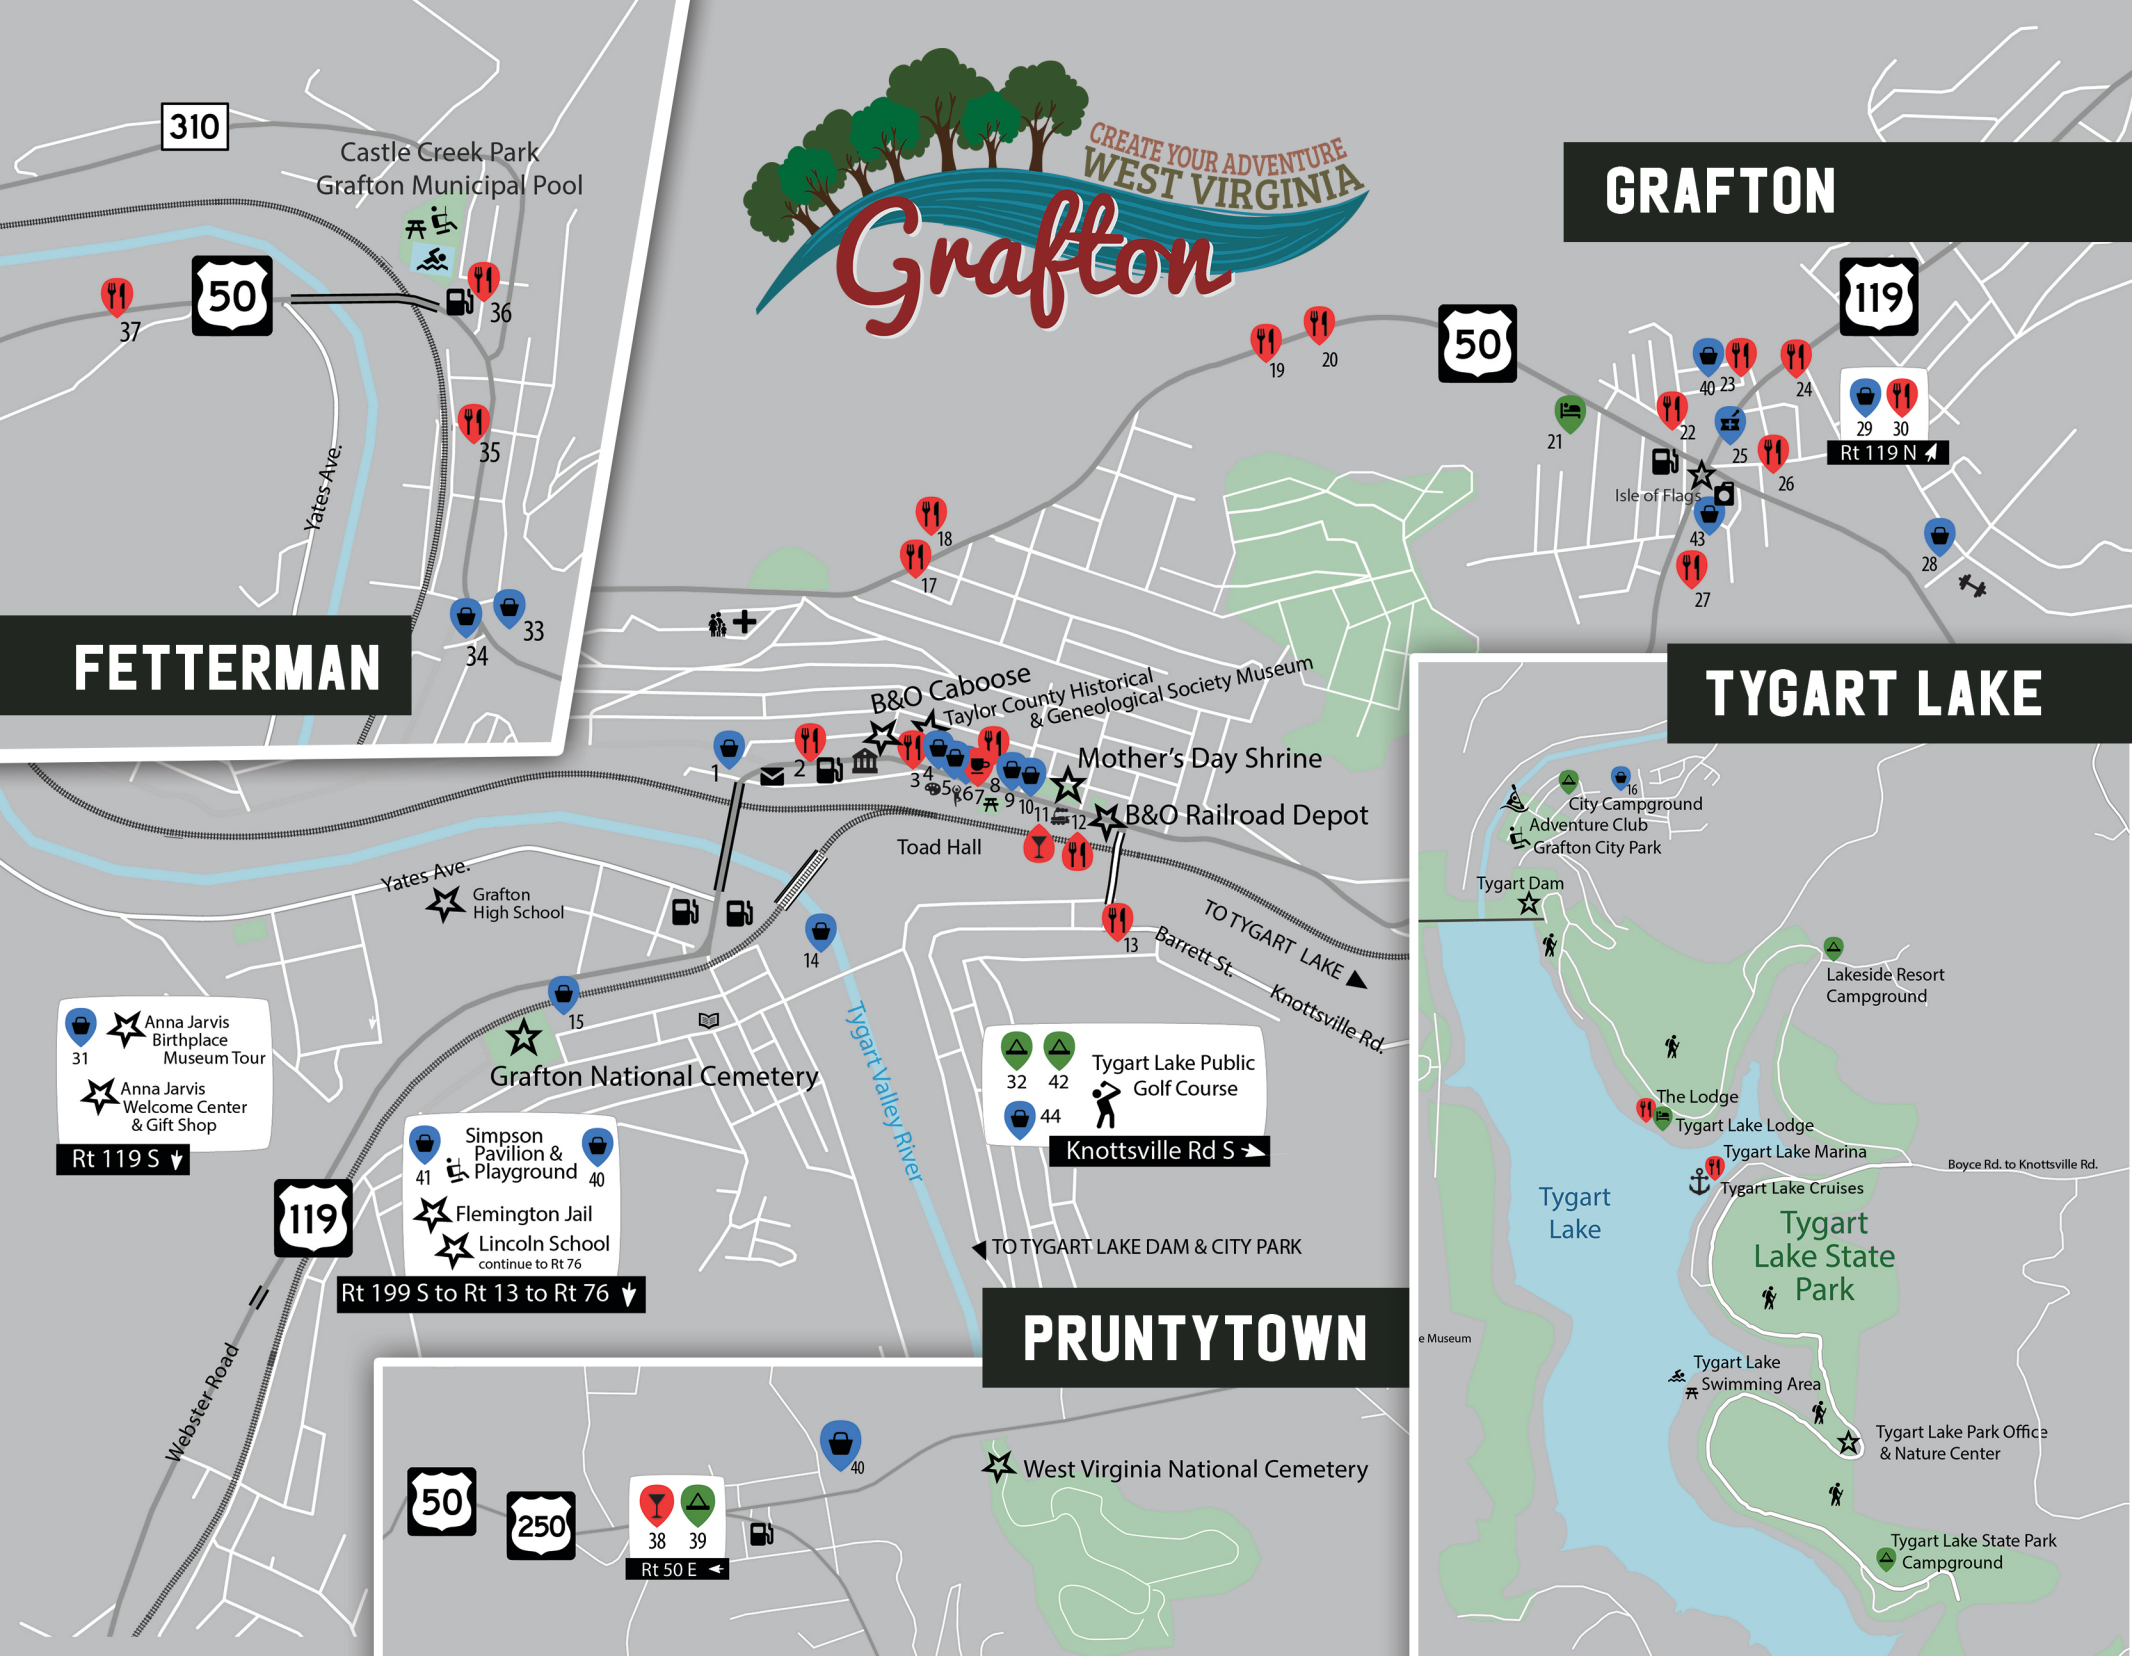 310
Castle Creek Park
Grafton Municipal Pool
50
37
36
35
Yates Ave.
33
34
FETTERMAN
CREATE YOUR ADVENTURE
WEST VIRGINIA
Grafton
GRAFTON
119
50
19
20
21
22
40
23
24
25
26
29
30
Rt 119 N
Isle of Flags
43
27
28
18
17
B&O Caboose
Taylor County Historical
& Geneological Society Museum
Mother's Day Shrine
B&O Railroad Depot
Toad Hall
1
2
3
4
5
6
7
8
9
10
11
12
13
14
15
Yates Ave.
Grafton
High School
TO TYGART LAKE
Barrett St.
Knottsville Rd.
Tygart Valley River
Grafton National Cemetery
31
Anna Jarvis
Birthplace
Museum Tour
Anna Jarvis
Welcome Center
& Gift Shop
Rt 119 S
119
41
Simpson
Pavilion &
Playground
40
Flemington Jail
Lincoln School
continue to Rt 76
Rt 199 S to Rt 13 to Rt 76
Webster Road
32
42
44
Tygart Lake Public
Golf Course
Knottsville Rd S
TO TYGART LAKE DAM & CITY PARK
PRUNTYTOWN
50
250
38
39
Rt 50 E
40
West Virginia National Cemetery
TYGART LAKE
16
City Campground
Adventure Club
Grafton City Park
Tygart Dam
Lakeside Resort
Campground
The Lodge
Tygart Lake Lodge
Tygart Lake Marina
Tygart Lake Cruises
Boyce Rd. to Knottsville Rd.
Tygart
Lake
Tygart
Lake State
Park
e Museum
Tygart Lake
Swimming Area
Tygart Lake Park Office
& Nature Center
Tygart Lake State Park
Campground